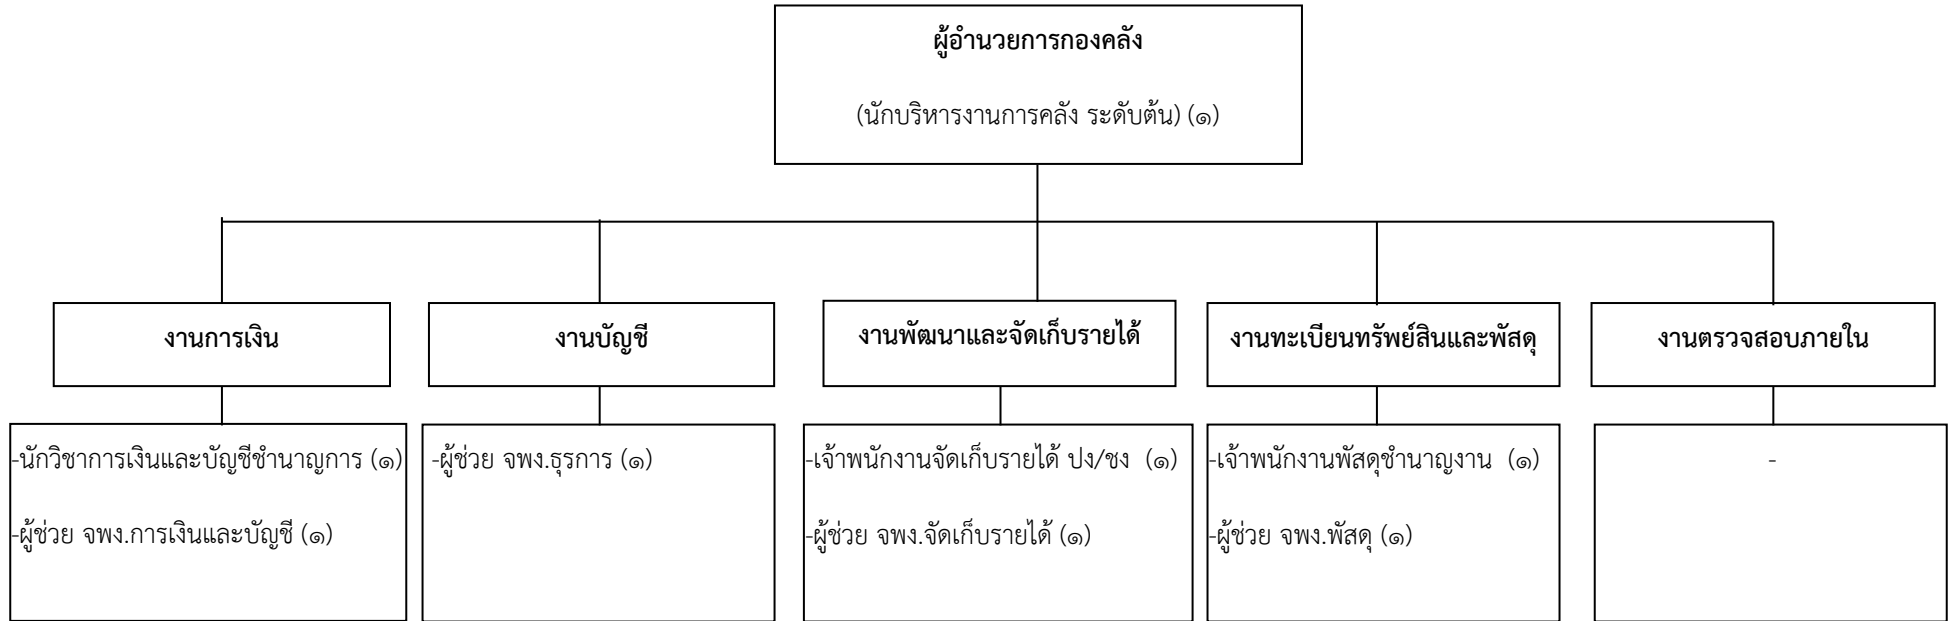 ผู้อำนวยการกองคลัง
(นักบริหารงานการคลัง ระดับต้น) (๑)
งานการเงิน
งานบัญชี
งานพัฒนาและจัดเก็บรายได้
งานทะเบียนทรัพย์สินและพัสดุ
งานตรวจสอบภายใน
-นักวิชาการเงินและบัญชีชำนาญการ (๑)
-ผู้ช่วย จพง.การเงินและบัญชี (๑)
-ผู้ช่วย จพง.ธุรการ (๑)
-เจ้าพนักงานจัดเก็บรายได้ ปง/ชง (๑)
-ผู้ช่วย จพง.จัดเก็บรายได้ (๑)
-เจ้าพนักงานพัสดุชำนาญงาน (๑)
-ผู้ช่วย จพง.พัสดุ (๑)
-